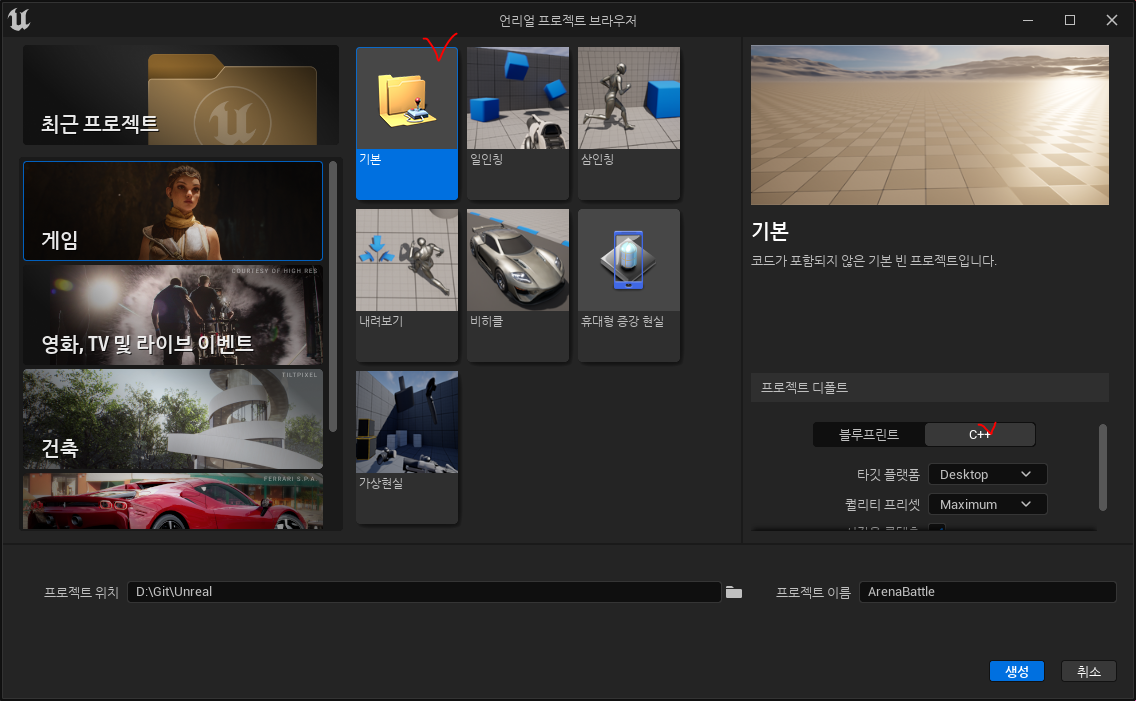 언리얼 프로젝트 브라우저
최근 프로젝트
게임
COURTESY OF HIGH RES
영화, TV 및 라이브 이벤트
TILTPIXEL
건축
FERRARI S.P.A.
기본
일인칭
삼인칭
내려보기
비히클
휴대형 증강 현실
가상현실
기본
코드가 포함되지 않은 기본 빈 프로젝트입니다.
프로젝트 디폴트
블루프린트
C++
타깃 플랫폼
Desktop
퀄리티 프리셋
Maximum
프로젝트 위치
D:\Git\Unreal
프로젝트 이름
ArenaBattle
생성
취소